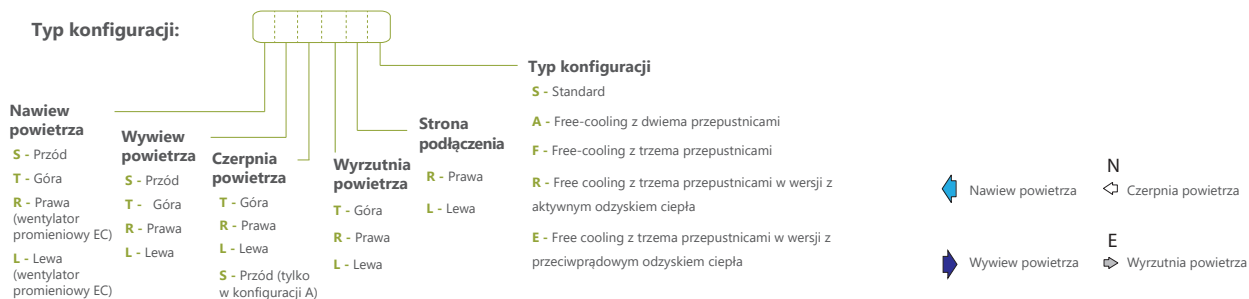 Typ konfiguracji:
Nawiew
powietrza
S - Przód
T - Góra
R - Prawa
(wentylator
promieniowy EC)
L - Lewa
(wentylator
promieniowy EC)
Wywiew
powietrza
S - Przód
T - Góra
R - Prawa
L - Lewa
Czerpnia
powietrza
T - Góra
R - Prawa
L - Lewa
S - Przód (tylko
w konfiguracji A)
Wyrzutnia
powietrza
T - Góra
R - Prawa
L - Lewa
Strona
podłączenia
R - Prawa
L - Lewa
Typ konfiguracji
S - Standard
A - Free-cooling z dwiema przepustnicami
F - Free-cooling z trzema przepustnicami
R - Free cooling z trzema przepustnicami w wersji z
aktywnym odzyskiem ciepła
E - Free cooling z trzema przepustnicami w wersji z
przeciwprądowym odzyskiem ciepła
Nawiew powietrza
N
Czerpnia powietrza
Wywiew powietrza
E
Wyrzutnia powietrza